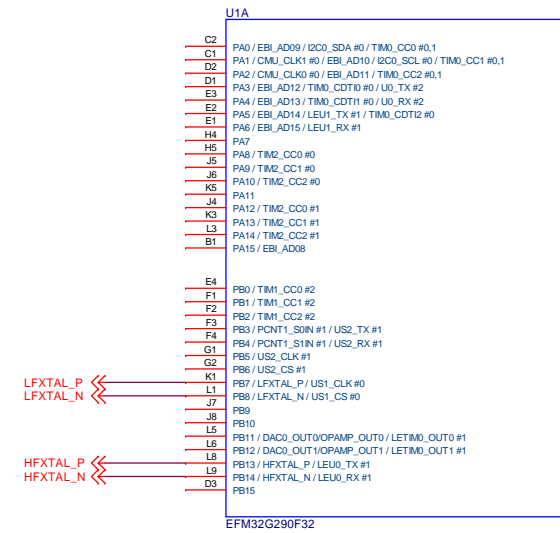 U1A
C2 PA0 / EBI_AD09 / I2C0_SDA #0 / TIM0_CC0 #0,1
C1 PA1 / CMU_CLK1 #0 / EBI_AD10 / I2C0_SCL #0 / TIM0_CC1 #0,1
D2 PA2 / CMU_CLK0 #0 / EBI_AD11 / TIM0_CC2 #0,1
D1 PA3 / EBI_AD12 / TIM0_CDTI0 #0 / U0_TX #2
E3 PA4 / EBI_AD13 / TIM0_CDTI1 #0 / U0_RX #2
E2 PA5 / EBI_AD14 / LEU1_TX #1 / TIM0_CDTI2 #0
E1 PA6 / EBI_AD15 / LEU1_RX #1
H4 PA7
H5 PA8 / TIM2_CC0 #0
J5 PA9 / TIM2_CC1 #0
J6 PA10 / TIM2_CC2 #0
K5 PA11
J4 PA12 / TIM2_CC0 #1
K3 PA13 / TIM2_CC1 #1
L3 PA14 / TIM2_CC2 #1
B1 PA15 / EBI_AD08
E4 PB0 / TIM1_CC0 #2
F1 PB1 / TIM1_CC1 #2
F2 PB2 / TIM1_CC2 #2
F3 PB3 / PCNT1_S0IN #1 / US2_TX #1
F4 PB4 / PCNT1_S1IN #1 / US2_RX #1
G1 PB5 / US2_CLK #1
G2 PB6 / US2_CS #1
LFXTAL_P K1 PB7 / LFXTAL_P / US1_CLK #0
LFXTAL_N L1 PB8 / LFXTAL_N / US1_CS #0
J7 PB9
J8 PB10
L5 PB11 / DAC0_OUT0/OPAMP_OUT0 / LETIM0_OUT0 #1
L6 PB12 / DAC0_OUT1/OPAMP_OUT1 / LETIM0_OUT1 #1
HFXTAL_P L8 PB13 / HFXTAL_P / LEU0_TX #1
HFXTAL_N L9 PB14 / HFXTAL_N / LEU0_RX #1
D3 PB15
EFM32G290F32